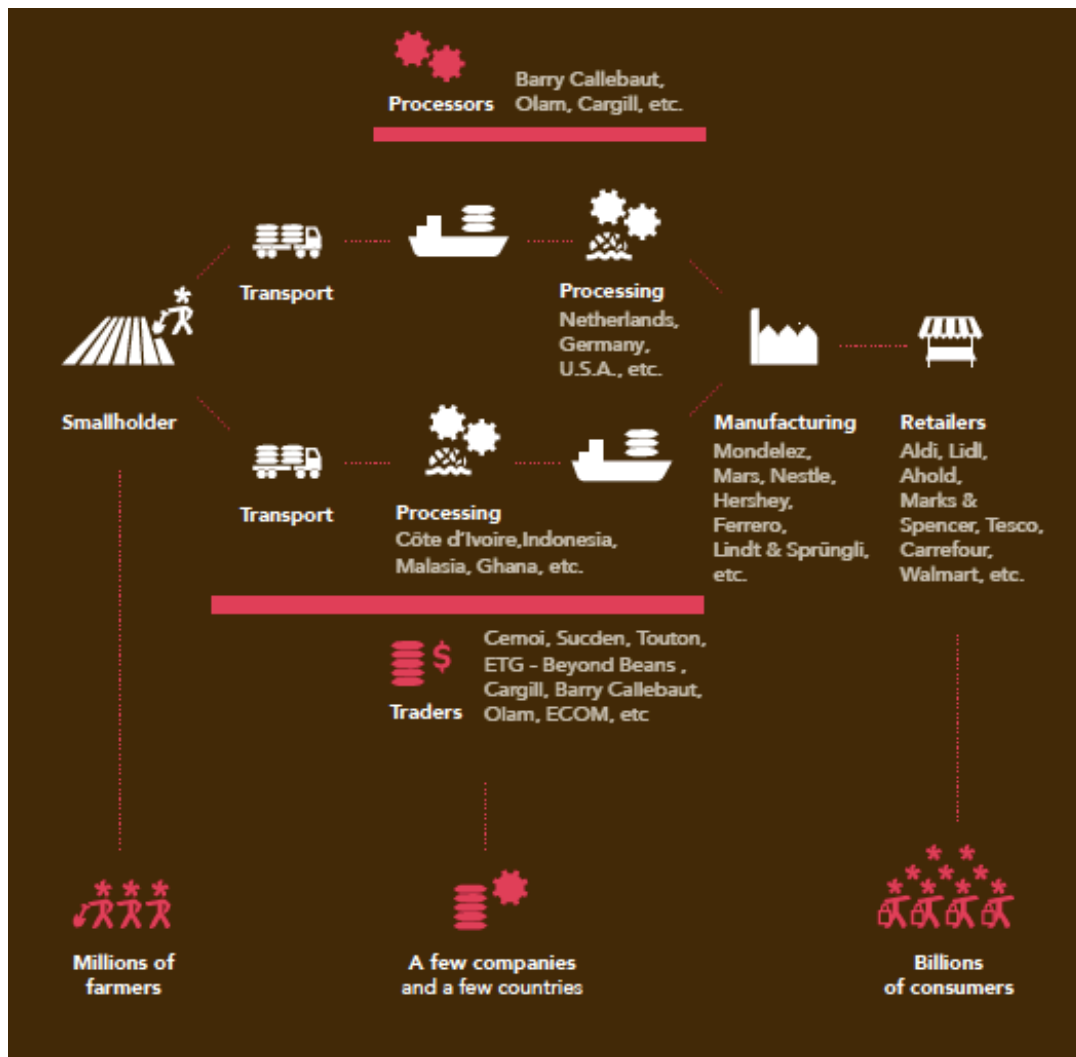 Processors
Barry Callebaut,
Olam, Cargill, etc.
Transport
Processing
Netherlands,
Germany,
U.S.A., etc.
Smallholder
Transport
Processing
Côte d'Ivoire,Indonesia,
Malasia, Ghana, etc.
Manufacturing
Mondelez,
Mars, Nestle,
Hershey,
Ferrero,
Lindt & Sprüngli,
etc.
Retailers
Aldi, Lidl,
Ahold,
Marks &
Spencer, Tesco,
Carrefour,
Walmart, etc.
$
Traders
Cemoi, Sucden, Touton,
ETG - Beyond Beans ,
Cargill, Barry Callebaut,
Olam, ECOM, etc
Millions of
farmers
A few companies
and a few countries
Billions
of consumers